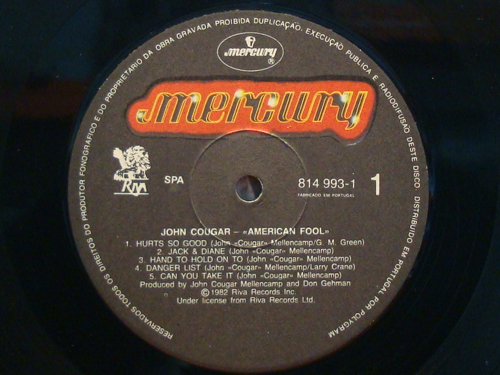 RESERVADOS TODOS OS DIREITOS DO PRODUTOR FONOGRÁFICO E DO PROPRIETÁRIO DA OBRA GRAVADA PROIBIDA DUPLICAÇÃO, EXECUÇÃO PUBLICA E RADIODIFUSÃO DESTE DISCO DISTRIBUIDO EM PORTUGAL POR POLYGRAM
mercury
®
mercury
Riva
SPA
814 993-1 1
FABRICADO EM PORTUGAL
JOHN COUGAR – «AMERICAN FOOL»
1. HURTS SO GOOD (John «Cougar» Mellencamp/G. M. Green)
2. JACK & DIANE (John «Cougar» Mellencamp)
3. HAND TO HOLD ON TO (John «Cougar» Mellencamp)
4. DANGER LIST (John «Cougar» Mellencamp/Larry Crane)
5. CAN YOU TAKE IT (John «Cougar» Mellencamp)
Produced by John Cougar Mellencamp and Don Gehman
©1982 Riva Records Inc.
Under license from Riva Records Ltd.